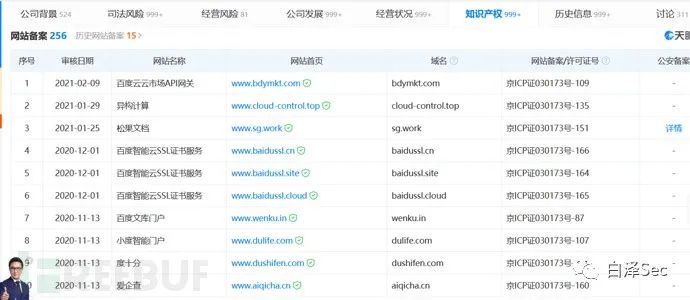 公司背景 524 司法风险 999+ 经营风险 81 公司发展 999+ 经营状况 999+ 知识产权 999+ 历史信息 999+ 讨论 311
网站备案 256 历史网站备案 15 > 天眼
序号 审核日期 网站名称 网站首页 域名 网站备案/许可证号 公安备案
1 2021-02-09 百度云云市场API网关 www.bdymkt.com bdymkt.com 京ICP证030173号-109 -
2 2021-01-29 异构计算 www.cloud-control.top cloud-control.top 京ICP证030173号-135 -
3 2021-01-25 松果文档 www.sg.work sg.work 京ICP证030173号-151 详情
4 2020-12-01 百度智能云SSL证书服务 www.baidussl.cn baidussl.cn 京ICP证030173号-166 -
5 2020-12-01 百度智能云SSL证书服务 www.baidussl.site baidussl.site 京ICP证030173号-164 -
6 2020-12-01 百度智能云SSL证书服务 www.baidussl.cloud baidussl.cloud 京ICP证030173号-165 -
7 2020-11-13 百度文库门户 www.wenku.in wenku.in 京ICP证030173号-87 -
8 2020-11-13 小度智能门户 www.dulife.com dulife.com 京ICP证030173号-107 -
2020-11-13 度十分 www.dushifen.com dushifen.com
2020-11-13 爱企查 www.aiqicha.cn aiqicha.cn 京ICP证030173号-160 -
REEBUF
白泽Sec